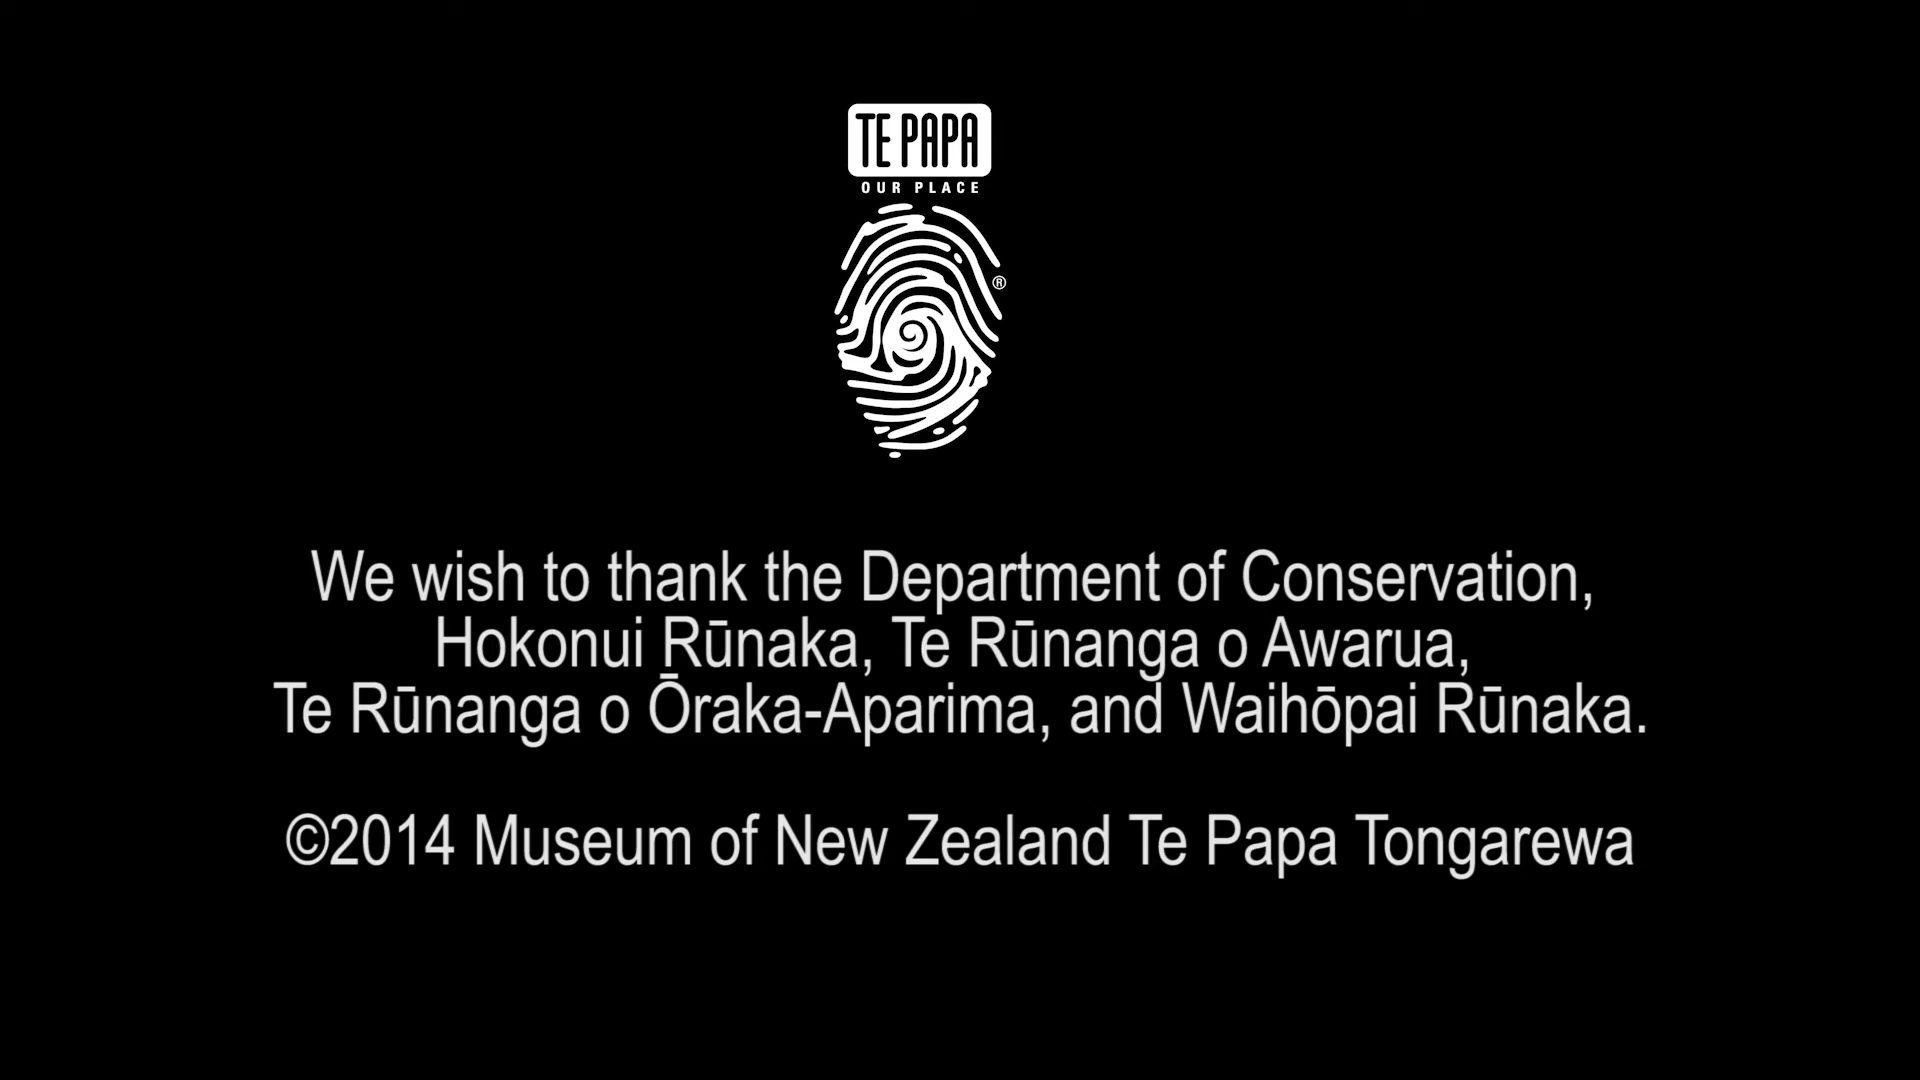 TE PAPA
OUR PLACE
®
We wish to thank the Department of Conservation,
Hokonui Rūnaka, Te Rūnanga o Awarua,
Te Rūnanga o Ōraka-Aparima, and Waihōpai Rūnaka.
©2014 Museum of New Zealand Te Papa Tongarewa